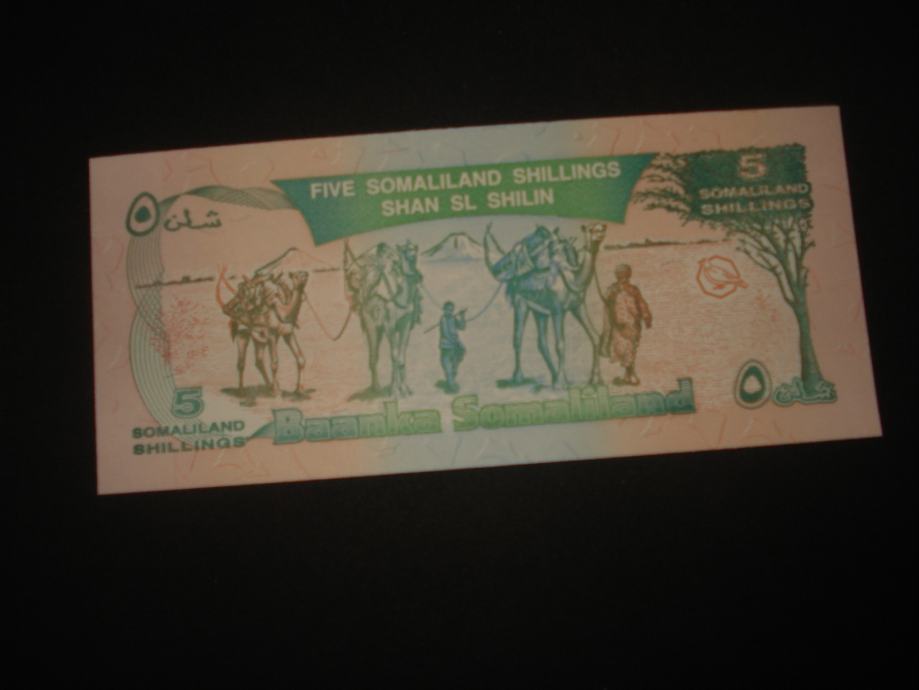 FIVE SOMALILAND SHILLINGS
SHAN SL SHILIN
5
SOMALILAND
SHILLINGS
٥ شلن
5
SOMALILAND
SHILLINGS
Baanka Somaliland
٥ شلن